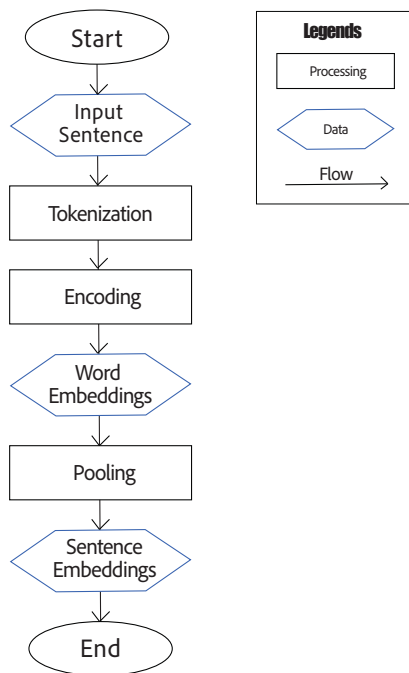 Start
Input
Sentence
Tokenization
Encoding
Word
Embeddings
Pooling
Sentence
Embeddings
End
Legends
Processing
Data
Flow